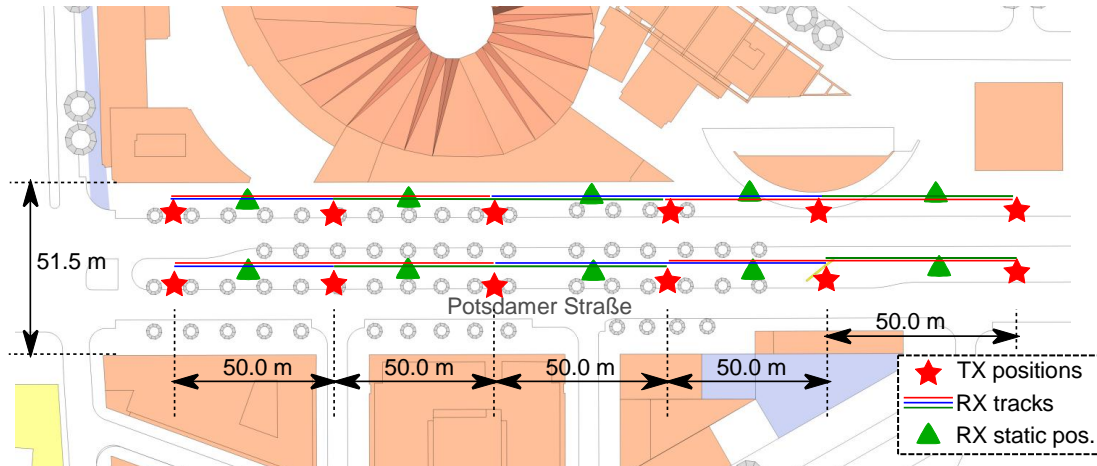 51.5 m
Potsdamer Straße
50.0 m
50.0 m
50.0 m
50.0 m
50.0 m
TX positions
RX tracks
RX static pos.